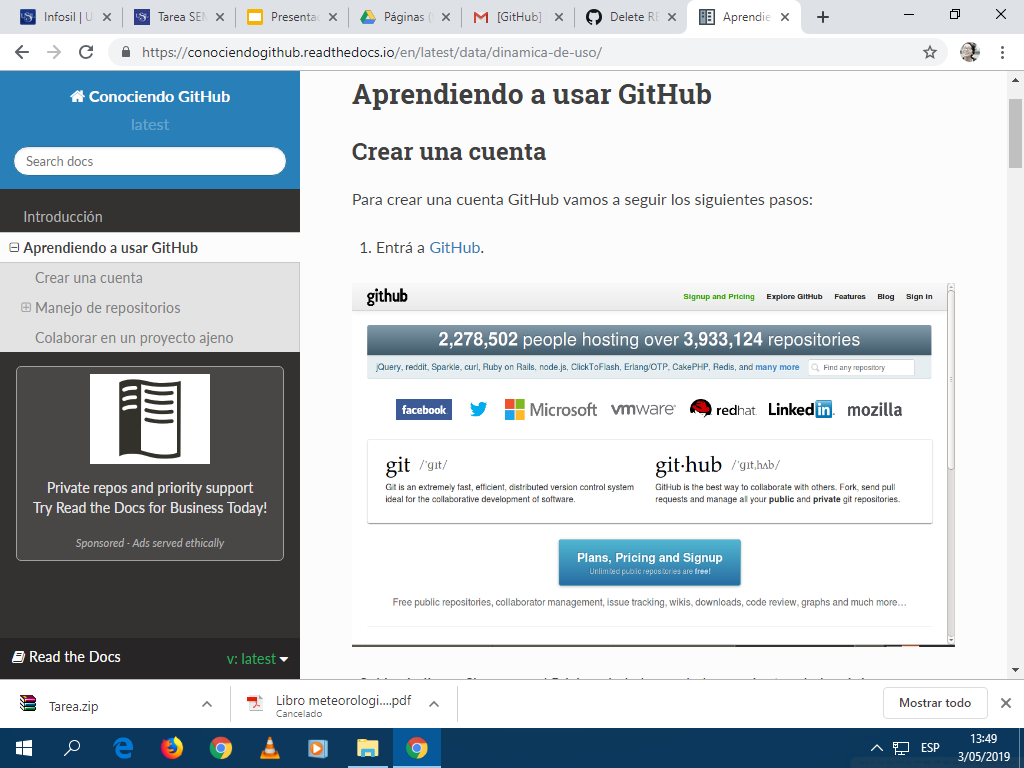 Infosil | U
Tarea SEM
Presentac
Páginas (
[GitHub]
Delete RE
Aprendie
https://conociendogithub.readthedocs.io/en/latest/data/dinamica-de-uso/
Conociendo GitHub
latest
Search docs
Introducción
Aprendiendo a usar GitHub
Crear una cuenta
Manejo de repositorios
Colaborar en un proyecto ajeno
Private repos and priority support
Try Read the Docs for Business Today!
Sponsored · Ads served ethically
Read the Docs
v: latest
Aprendiendo a usar GitHub
Crear una cuenta
Para crear una cuenta GitHub vamos a seguir los siguientes pasos:
1. Entrá a GitHub.
github
Signup and Pricing Explore GitHub Features Blog Sign in
2,278,502 people hosting over 3,933,124 repositories
jQuery, reddit, Sparkle, curl, Ruby on Rails, node.js, ClickToFlash, Erlang/OTP, CakePHP, Redis, and many more
Find any repository
facebook Microsoft vmware redhat. LinkedIn mozilla
git /'gɪt/
Git is an extremely fast, efficient, distributed version control system
ideal for the collaborative development of software.
git·hub /'gɪt,hʌb/
GitHub is the best way to collaborate with others. Fork, send pull
requests and manage all your public and private git repositories.
Plans, Pricing and Signup
Unlimited public repositories are free!
Free public repositories, collaborator management, issue tracking, wikis, downloads, code review, graphs and much more…
Tarea.zip
Libro meteorologi....pdf
Cancelado
Mostrar todo
ESP
13:49
3/05/2019